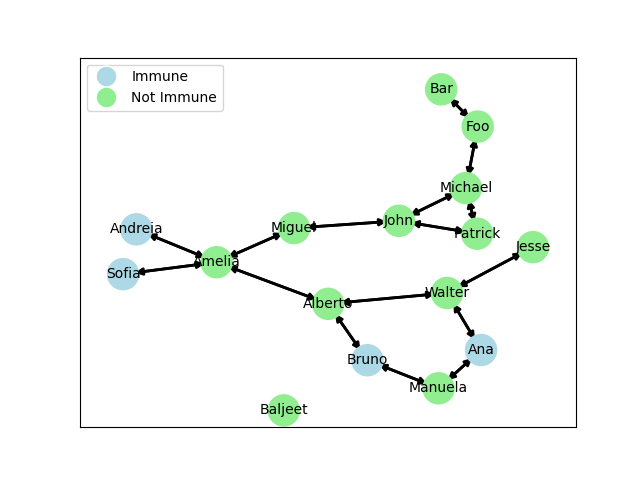 Immune
Not Immune
Bar
Foo
Michael
John
Patrick
Miguel
Andreia
Jesse
Amelia
Sofia
Walter
Alberto
Ana
Bruno
Manuela
Baljeet